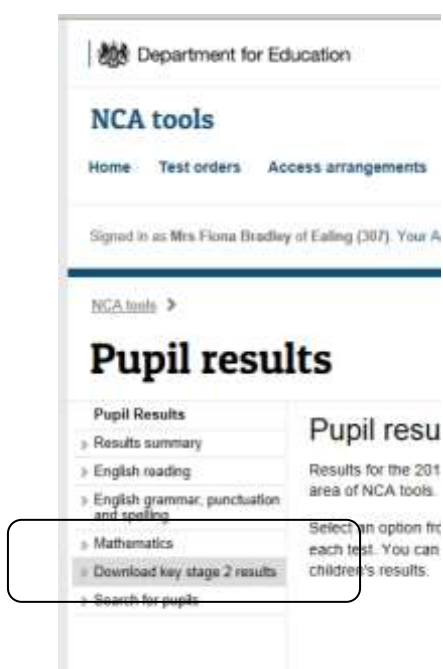 Department for Education
NCA tools
Home Test orders Access arrangements
Signed in as Mrs Fiona Bradley of Ealing (307). Your A
NCA tools >
Pupil results
Pupil Results
Results summary
English reading
English grammar, punctuation
and spelling
Mathematics
Download key stage 2 results
Search for pupils
Pupil resu
Results for the 201
area of NCA tools.
Select an option fro
each test. You can
children's results.